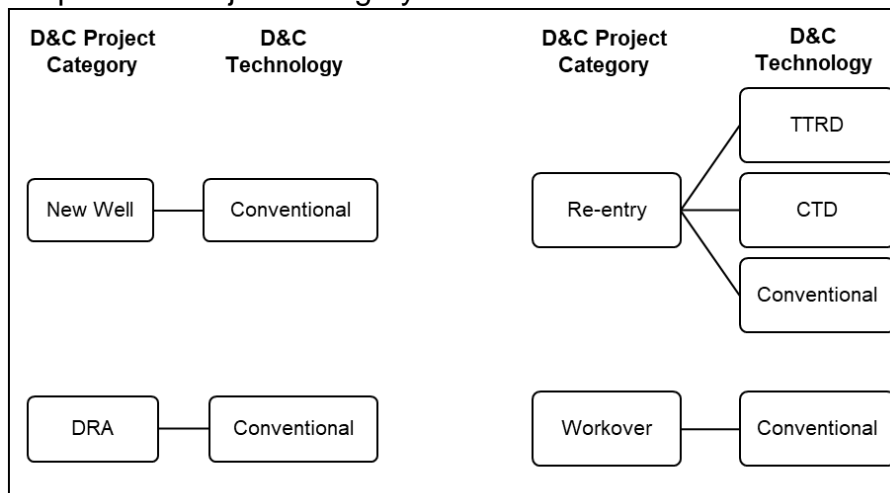 D&C Project
Category
D&C
Technology
New Well
Conventional
DRA
Conventional
D&C Project
Category
D&C
Technology
Re-entry
TTRD
CTD
Conventional
Workover
Conventional